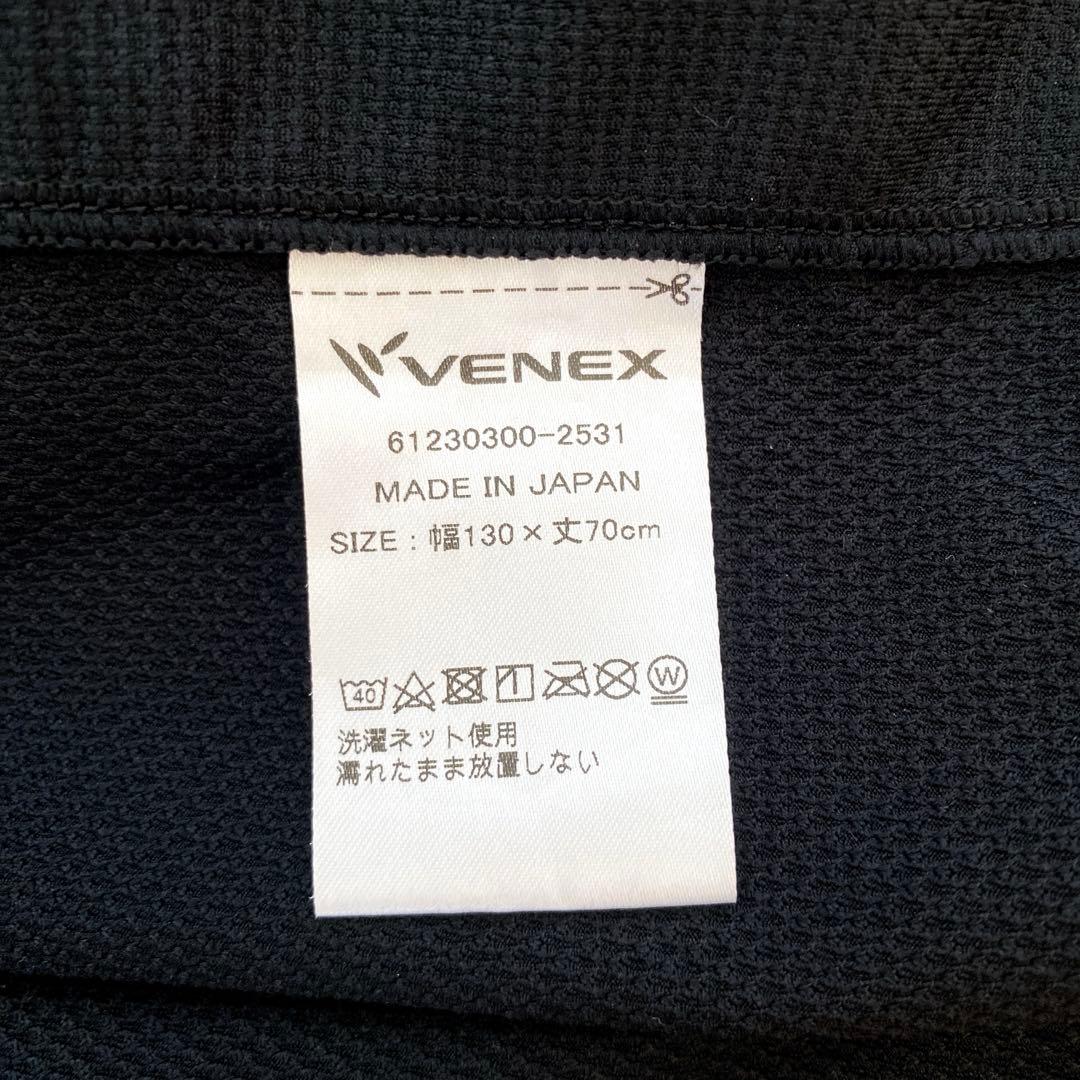 VENEX
61230300-2531
MADE IN JAPAN
SIZE : 幅130×丈70cm
40 W
洗濯ネット使用
濡れたまま放置しない